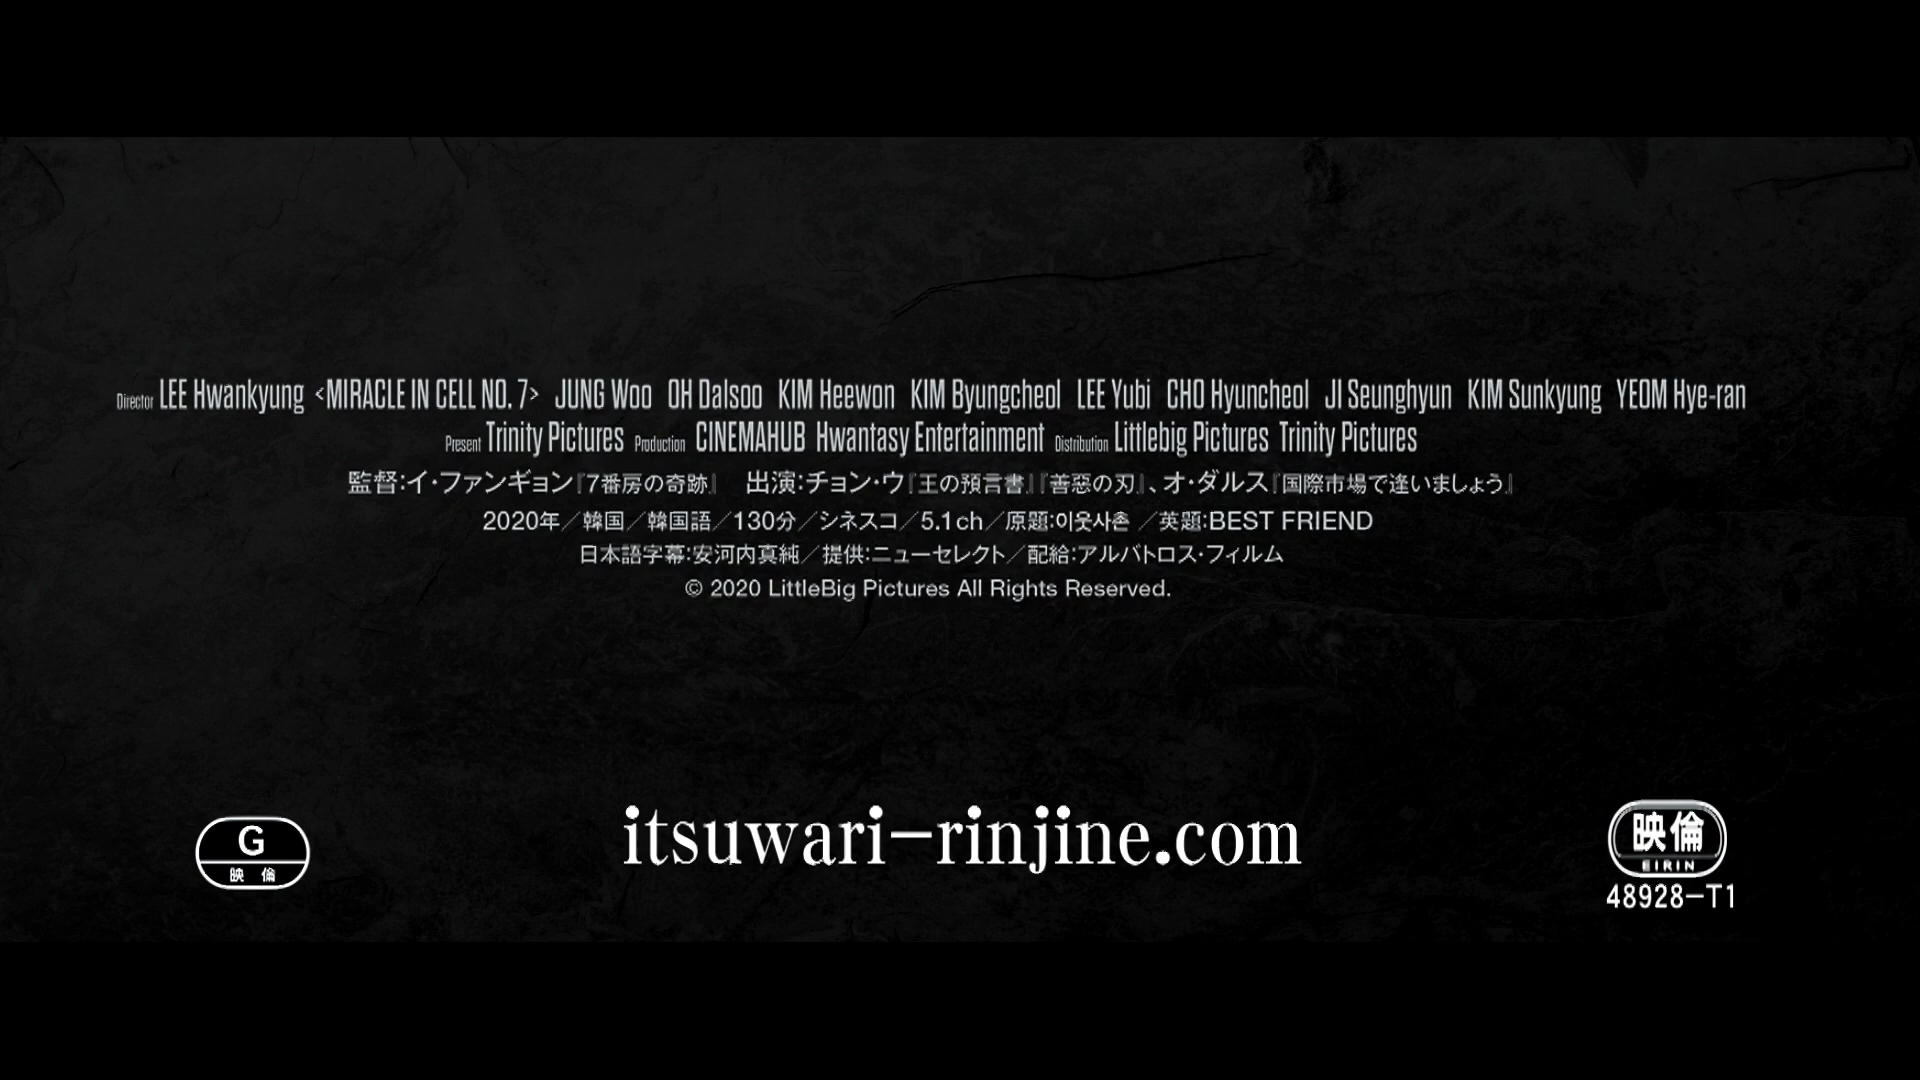 Director LEE Hwankyung <MIRACLE IN CELL NO. 7> JUNG Woo OH Dalsoo KIM Heewon KIM Byungcheol LEE Yubi CHO Hyuncheol JI Seunghyun KIM Sunkyung YEOM Hye-ran
Present Trinity Pictures Production CINEMAHUB Hwantasy Entertainment Distribution Littlebig Pictures Trinity Pictures
監督:イ・ファンギョン『7番房の奇跡』 出演:チョン・ウ『王の預言書』『善悪の刃』、オ・ダルス『国際市場で逢いましょう』
2020年／韓国／韓国語／130分／シネスコ／5.1ch／原題:이웃사촌 ／英題:BEST FRIEND
日本語字幕:安河内真純／提供:ニューセレクト／配給:アルバトロス・フィルム
© 2020 LittleBig Pictures All Rights Reserved.
G
映倫
itsuwari-rinjine.com
映倫
EIRIN
48928-T1